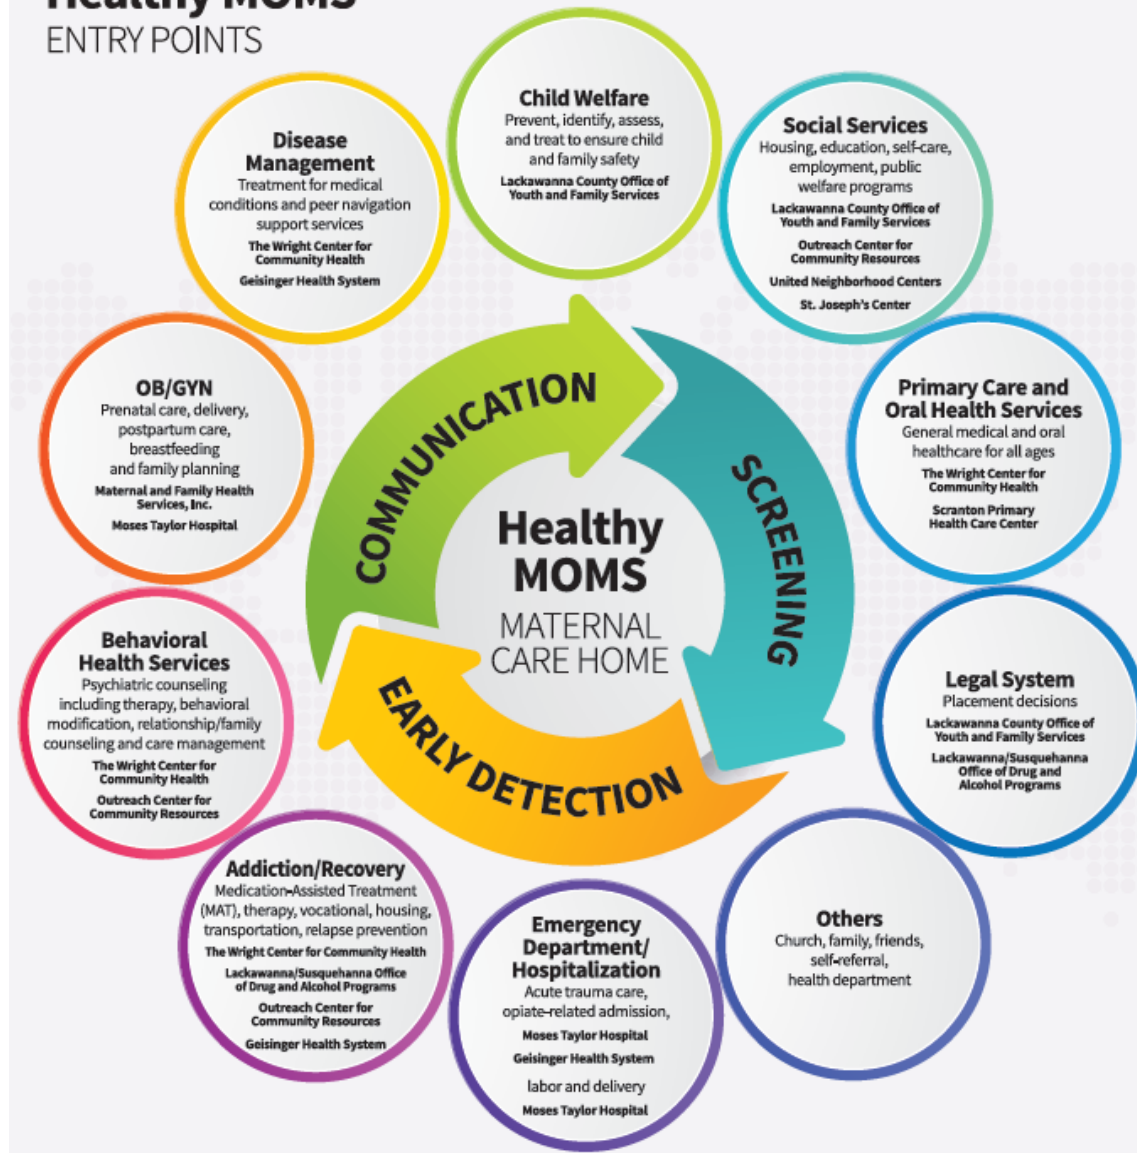 Healthy MOMS
ENTRY POINTS
Child Welfare
Prevent, identify, assess,
and treat to ensure child
and family safety
Lackawanna County Office of
Youth and Family Services
Social Services
Housing, education, self-care,
employment, public
welfare programs
Lackawanna County Office of
Youth and Family Services
Outreach Center for
Community Resources
United Neighborhood Centers
St. Joseph's Center
Primary Care and
Oral Health Services
General medical and oral
healthcare for all ages
The Wright Center for
Community Health
Scranton Primary
Health Care Center
Legal System
Placement decisions
Lackawanna County Office of
Youth and Family Services
Lackawanna/Susquehanna
Office of Drug and
Alcohol Programs
Others
Church, family, friends,
self-referral,
health department
Emergency
Department/
Hospitalization
Acute trauma care,
opiate-related admission,
Moses Taylor Hospital
Geisinger Health System
labor and delivery
Moses Taylor Hospital
Addiction/Recovery
Medication-Assisted Treatment
(MAT), therapy, vocational, housing,
transportation, relapse prevention
The Wright Center for Community Health
Lackawanna/Susquehanna Office
of Drug and Alcohol Programs
Outreach Center for
Community Resources
Geisinger Health System
Behavioral
Health Services
Psychiatric counseling
including therapy, behavioral
modification, relationship/family
counseling and care management
The Wright Center for
Community Health
Outreach Center for
Community Resources
OB/GYN
Prenatal care, delivery,
postpartum care,
breastfeeding
and family planning
Maternal and Family Health
Services, Inc.
Moses Taylor Hospital
Disease
Management
Treatment for medical
conditions and peer navigation
support services
The Wright Center for
Community Health
Geisinger Health System
COMMUNICATION
SCREENING
EARLY DETECTION
Healthy
MOMS
MATERNAL
CARE HOME